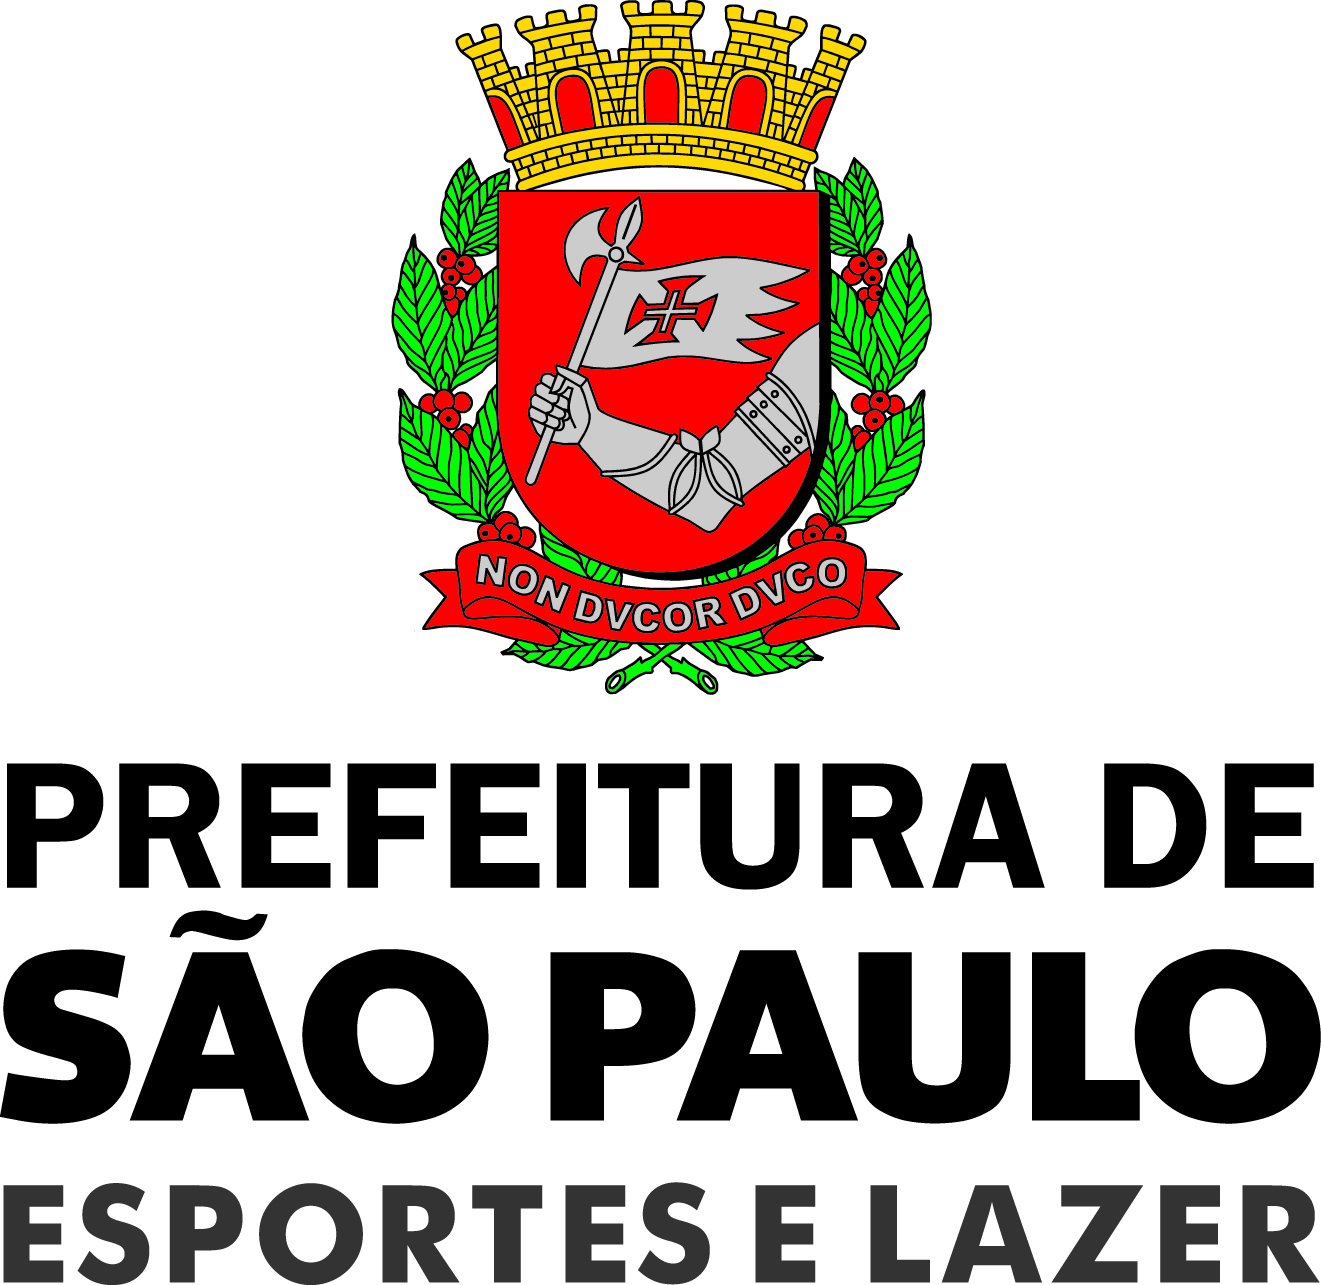 NON DVCOR DVCO
PREFEITURA DE
SÃO PAULO
ESPORTES E LAZER